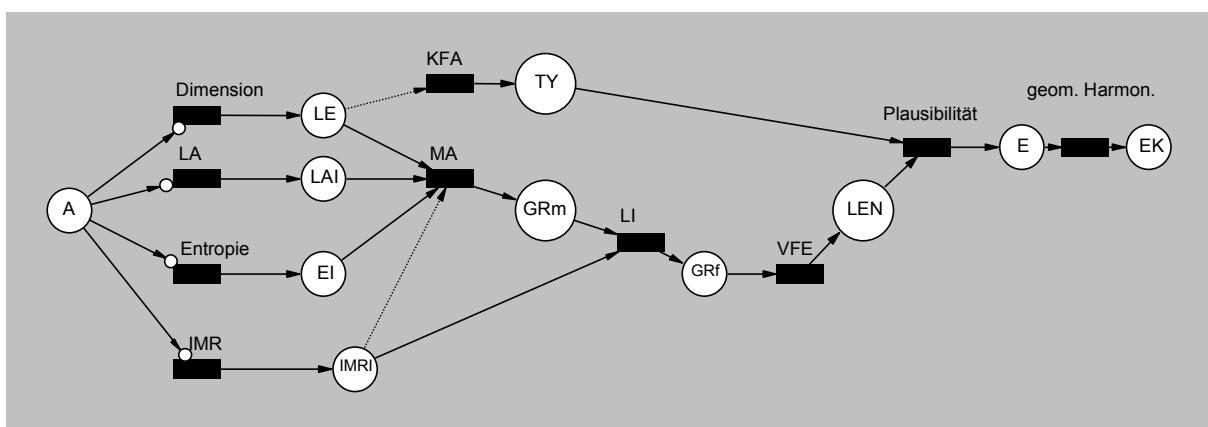 KFA
TY
Dimension
LE
geom. Harmon.
Plausibilität
LA
LAI
MA
E
EK
A
GRm
LI
LEN
Entropie
EI
GRf
VFE
IMR
IMRI